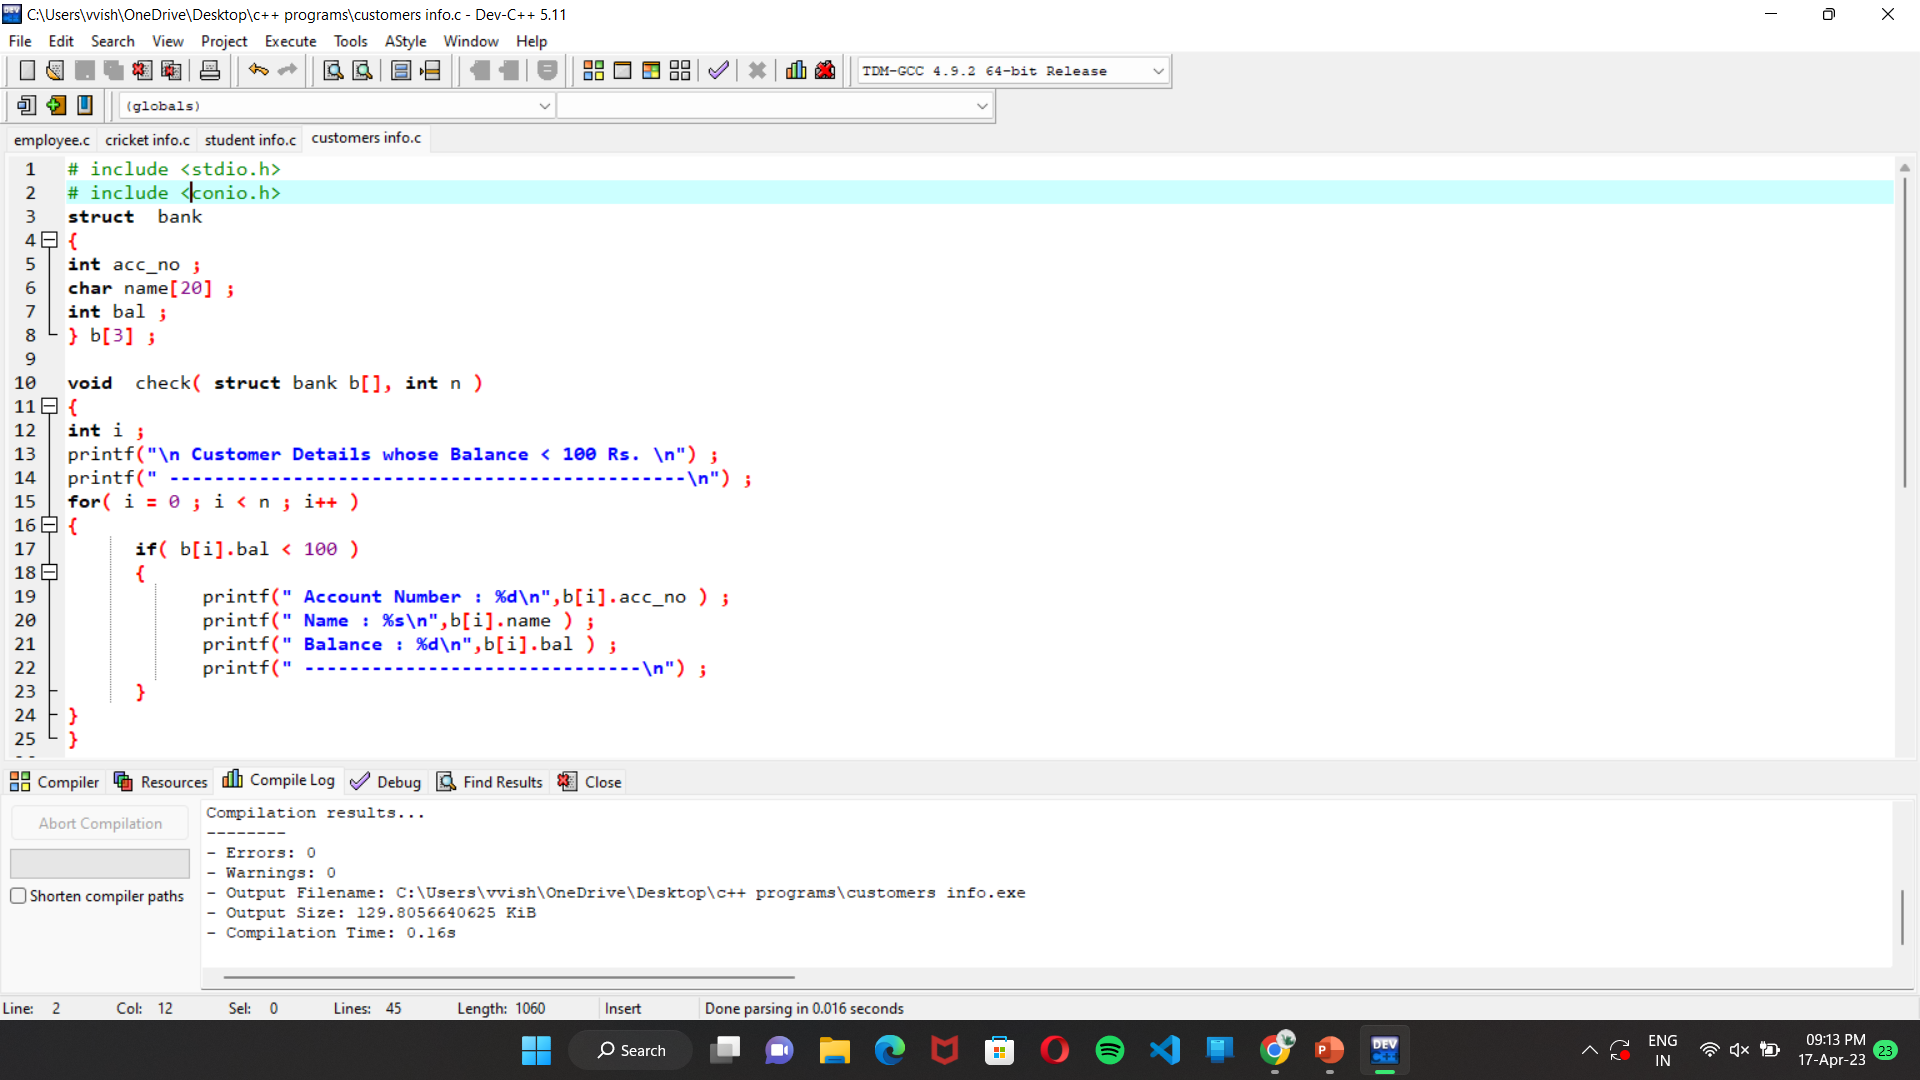 C:\Users\vvish\OneDrive\Desktop\c++ programs\customers info.c - Dev-C++ 5.11
File Edit Search View Project Execute Tools AStyle Window Help
TDM-GCC 4.9.2 64-bit Release
(globals)
employee.c cricket info.c student info.c customers info.c
1 # include <stdio.h>
2 # include <conio.h>
3 struct  bank
4 {
5 int acc_no ;
6 char name[20] ;
7 int bal ;
8 } b[3] ;
9
10 void  check( struct bank b[], int n )
11 {
12 int i ;
13 printf("\n Customer Details whose Balance < 100 Rs. \n") ;
14 printf(" ----------------------------------------------\n") ;
15 for( i = 0 ; i < n ; i++ )
16 {
17 if( b[i].bal < 100 )
18 {
19 printf(" Account Number : %d\n",b[i].acc_no ) ;
20 printf(" Name : %s\n",b[i].name ) ;
21 printf(" Balance : %d\n",b[i].bal ) ;
22 printf(" ------------------------------\n") ;
23 }
24 }
25 }
Compiler Resources Compile Log Debug Find Results Close
Abort Compilation
Shorten compiler paths
Compilation results...
--------
- Errors: 0
- Warnings: 0
- Output Filename: C:\Users\vvish\OneDrive\Desktop\c++ programs\customers info.exe
- Output Size: 129.8056640625 KiB
- Compilation Time: 0.16s
Line: 2 Col: 12 Sel: 0 Lines: 45 Length: 1060 Insert Done parsing in 0.016 seconds
Search
DEV
ENG
IN
09:13 PM
17-Apr-23
23